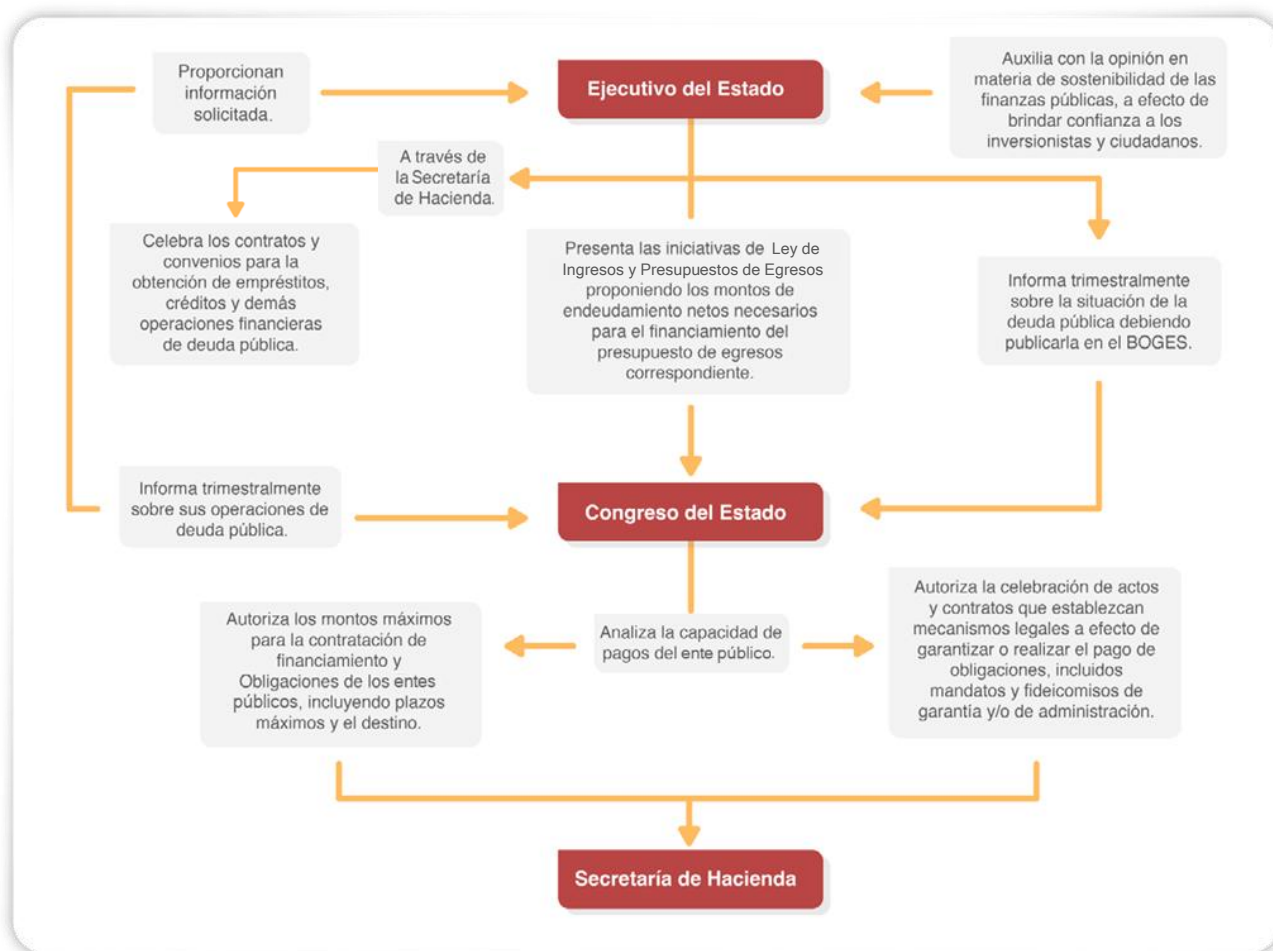 Proporcionan
información
solicitada.
Ejecutivo del Estado
Auxilia con la opinión en
materia de sostenibilidad de las
finanzas públicas, a efecto de
brindar confianza a los
inversionistas y ciudadanos.
A través de
la Secretaría
de Hacienda.
Celebra los contratos y
convenios para la
obtención de empréstitos,
créditos y demás
operaciones financieras
de deuda pública.
Presenta las iniciativas de Ley de
Ingresos y Presupuestos de Egresos
proponiendo los montos de
endeudamiento netos necesarios
para el financiamiento del
presupuesto de egresos
correspondiente.
Informa trimestralmente
sobre la situación de la
deuda pública debiendo
publicarla en el BOGES.
Informa trimestralmente
sobre sus operaciones de
deuda pública.
Congreso del Estado
Autoriza los montos máximos
para la contratación de
financiamiento y
Obligaciones de los entes
públicos, incluyendo plazos
máximos y el destino.
Analiza la capacidad de
pagos del ente público.
Autoriza la celebración de actos
y contratos que establezcan
mecanismos legales a efecto de
garantizar o realizar el pago de
obligaciones, incluidos
mandatos y fideicomisos de
garantía y/o de administración.
Secretaría de Hacienda